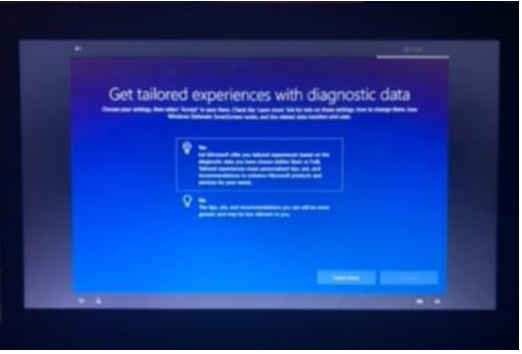 Get tailored experiences with diagnostic data
Choose your settings, then select 'Accept' to save them. Check the 'Learn more' link for info on these settings, how to change them, how
Windows Defender SmartScreen works, and the related data transfers and uses.
Yes
Let Microsoft offer you tailored experiences based on the
diagnostic data you have chosen (either Basic or Full).
Tailored experiences mean personalized tips, ads, and
recommendations to enhance Microsoft products and
services for your needs.
No
The tips, ads, and recommendations you see will be more
generic and may be less relevant to you.
Learn more
Accept